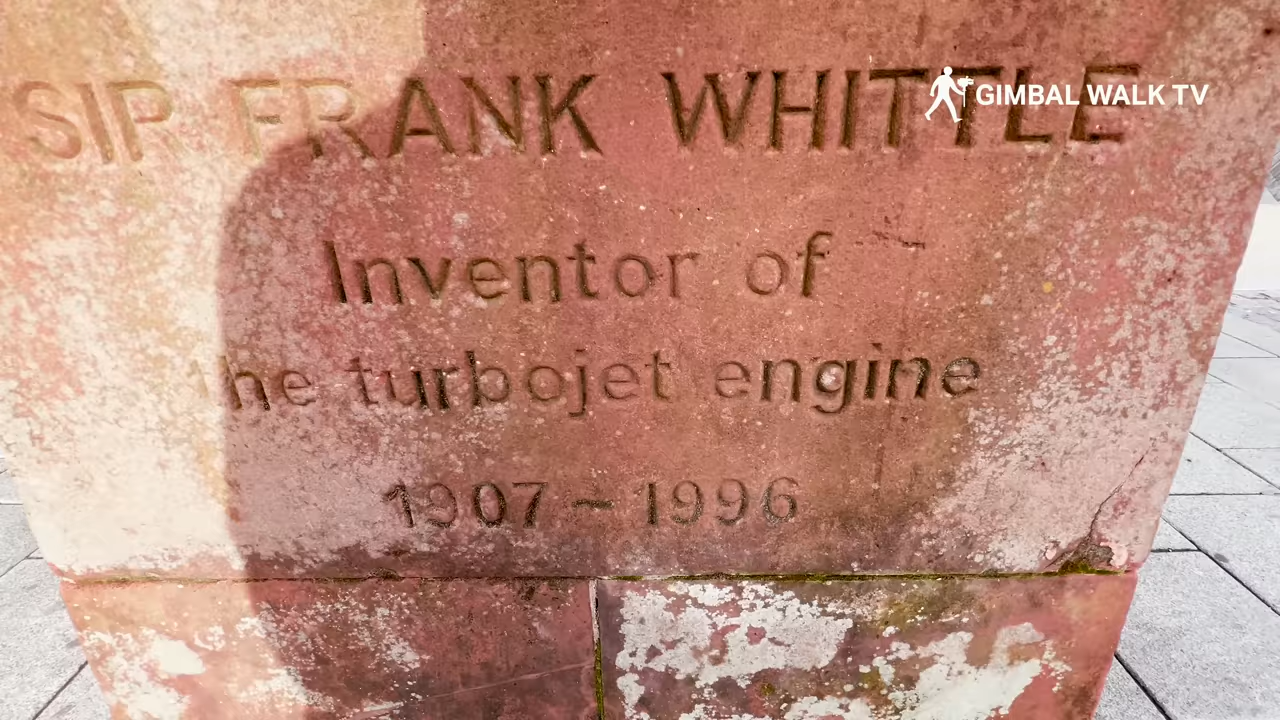 SIR FRANK WHITTLE
GIMBAL WALK TV
Inventor of
the turbojet engine
1907 ~ 1996